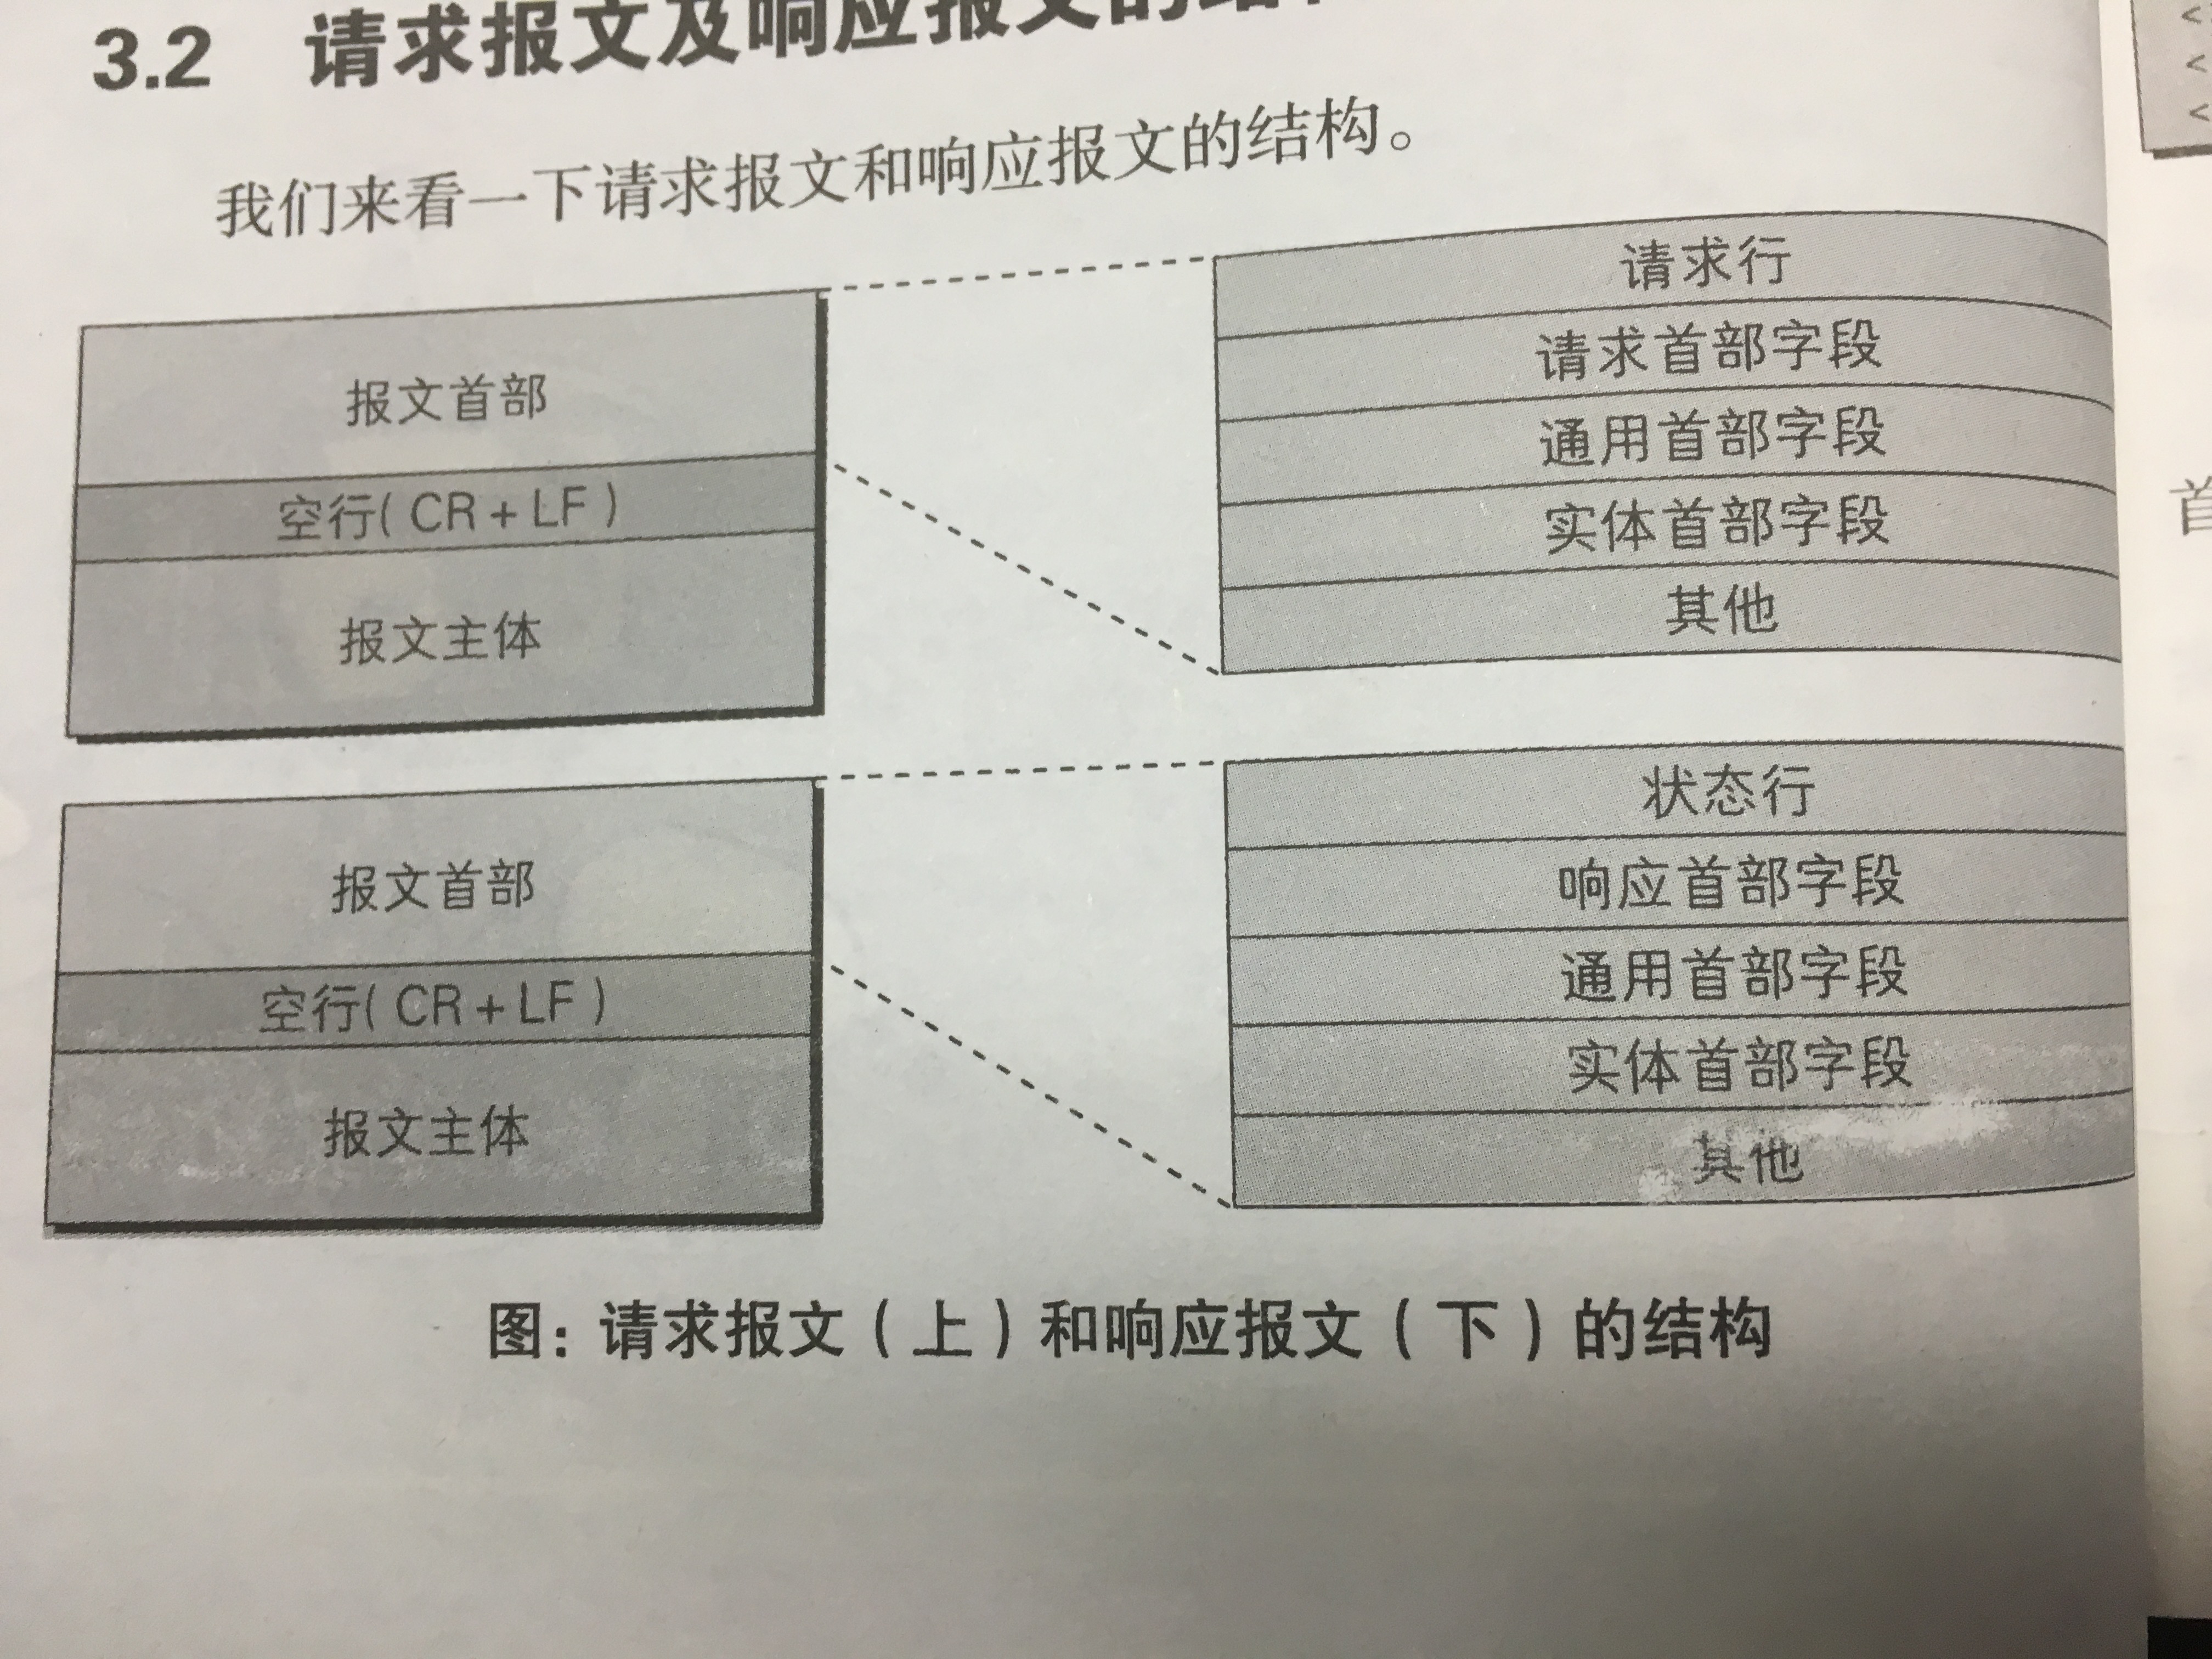 3.2 请求报文及响应报文的结
我们来看一下请求报文和响应报文的结构。
报文首部
空行(CR+LF)
报文主体
请求行
请求首部字段
通用首部字段
实体首部字段
其他
报文首部
空行(CR+LF)
报文主体
状态行
响应首部字段
通用首部字段
实体首部字段
其他
图：请求报文（上）和响应报文（下）的结构
<
<
<
首